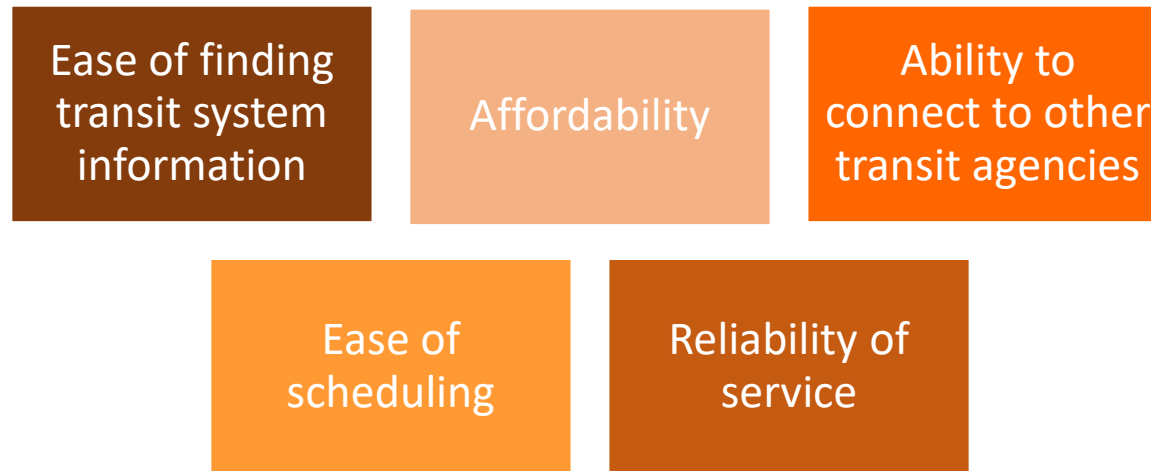 Ease of finding
transit system
information
Affordability
Ability to
connect to other
transit agencies
Ease of
scheduling
Reliability of
service